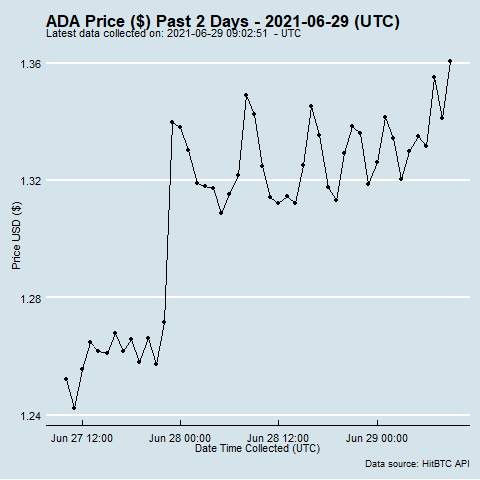 ADA Price ($) Past 2 Days - 2021-06-29 (UTC)
Latest data collected on: 2021-06-29 09:02:51  - UTC
1.36
1.32
1.28
1.24
Price USD ($)
Jun 27 12:00
Jun 28 00:00
Jun 28 12:00
Jun 29 00:00
Date Time Collected (UTC)
Data source: HitBTC API